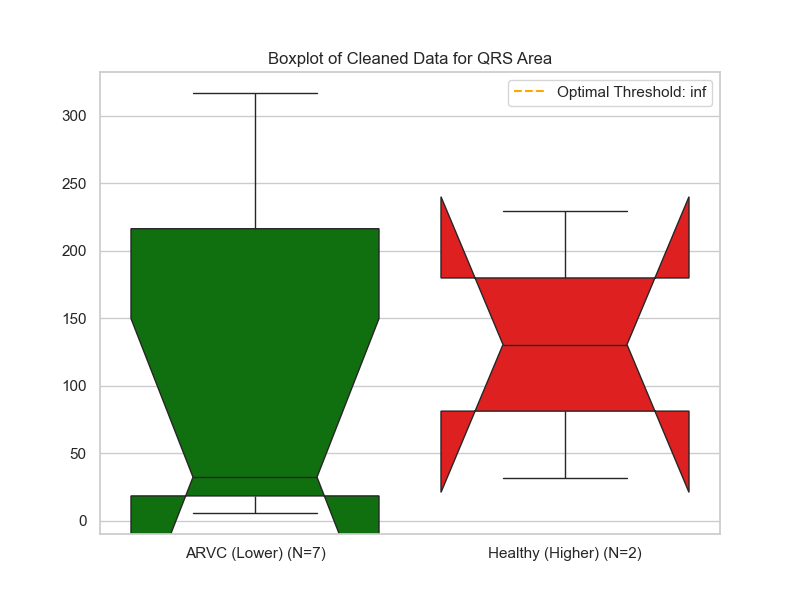 Boxplot of Cleaned Data for QRS Area
Optimal Threshold: inf
300
250
200
150
100
50
0
ARVC (Lower) (N=7)
Healthy (Higher) (N=2)